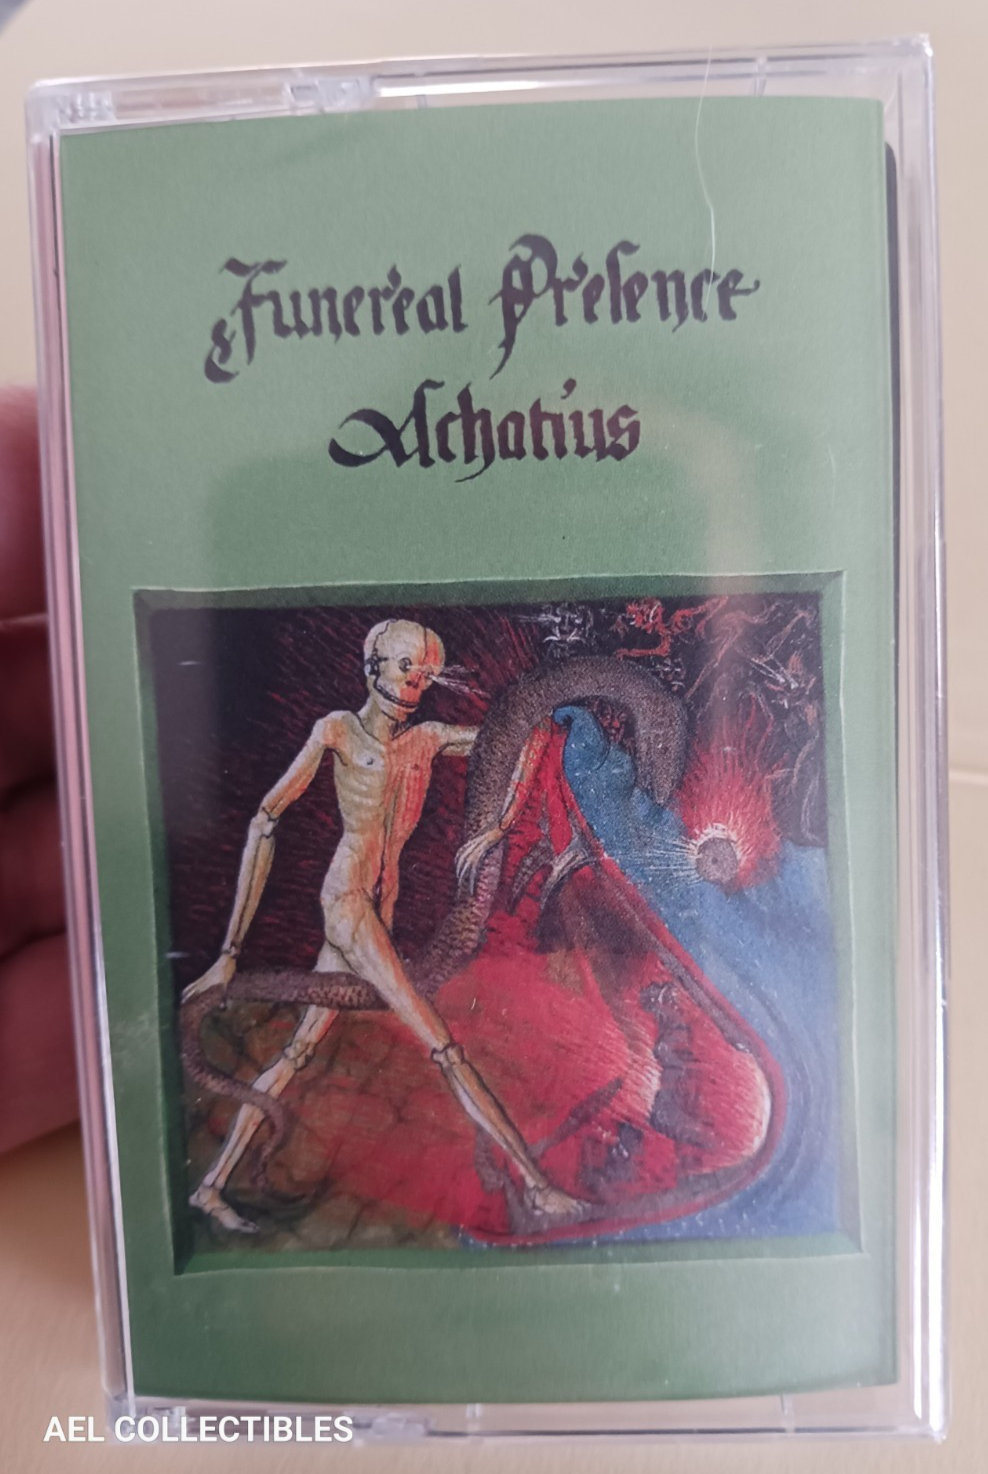 Funereal Presence
Achatius
AEL COLLECTIBLES